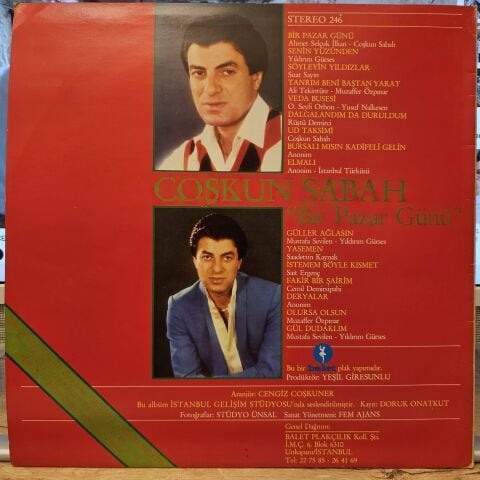 STEREO 246
BİR PAZAR GÜNÜ
Ahmet Selçuk İlkan - Coşkun Sabah
SENİN YÜZÜNDEN
Yıldırım Gürses
SÖYLEYİN YILDIZLAR
Suat Sayın
TANRIM BENİ BAŞTAN YARAT
Ali Tekintüre - Muzaffer Özpınar
VEDA BUSESİ
O. Seyfi Orhon - Yusuf Nalkesen
DALGALANDIM DA DURULDUM
Rüştü Demirci
UD TAKSİMİ
Coşkun Sabah
BURSALI MISIN KADİFELİ GELİN
Anonim
ELMALI
Anonim - İstanbul Türküsü
COŞKUN SABAH
"Bir Pazar Günü"
GÜLLER AĞLASIN
Mustafa Sevilen - Yıldırım Gürses
YASEMEN
Saadettin Kaynak
İSTEMEM BÖYLE KISMET
Sait Ergenç
FAKİR BİR ŞAİRİM
Cemil Demirsipahi
DERYALAR
Anonim
OLURSA OLSUN
Muzaffer Özpınar
GÜL DUDAKLIM
Mustafa Sevilen - Yıldırım Gürses
Bu bir balet plak yapımıdır.
Prodüktör: YEŞİL GİRESUNLU
Aranjör: CENGİZ COŞKUNER
Bu albüm İSTANBUL GELİŞİM STÜDYOSU'nda seslendirilmiştir. Kayıt: DORUK ONATKUT
Fotoğraflar: STÜDYO ÜNSAL Sanat Yönetmeni: FEM AJANS
Genel Dağıtım:
BALET PLAKÇILIK Koll. Şti.
İ.M.Ç. 6. Blok 6310
Unkapanı/İSTANBUL
Tel: 22 75 85 - 26 41 69